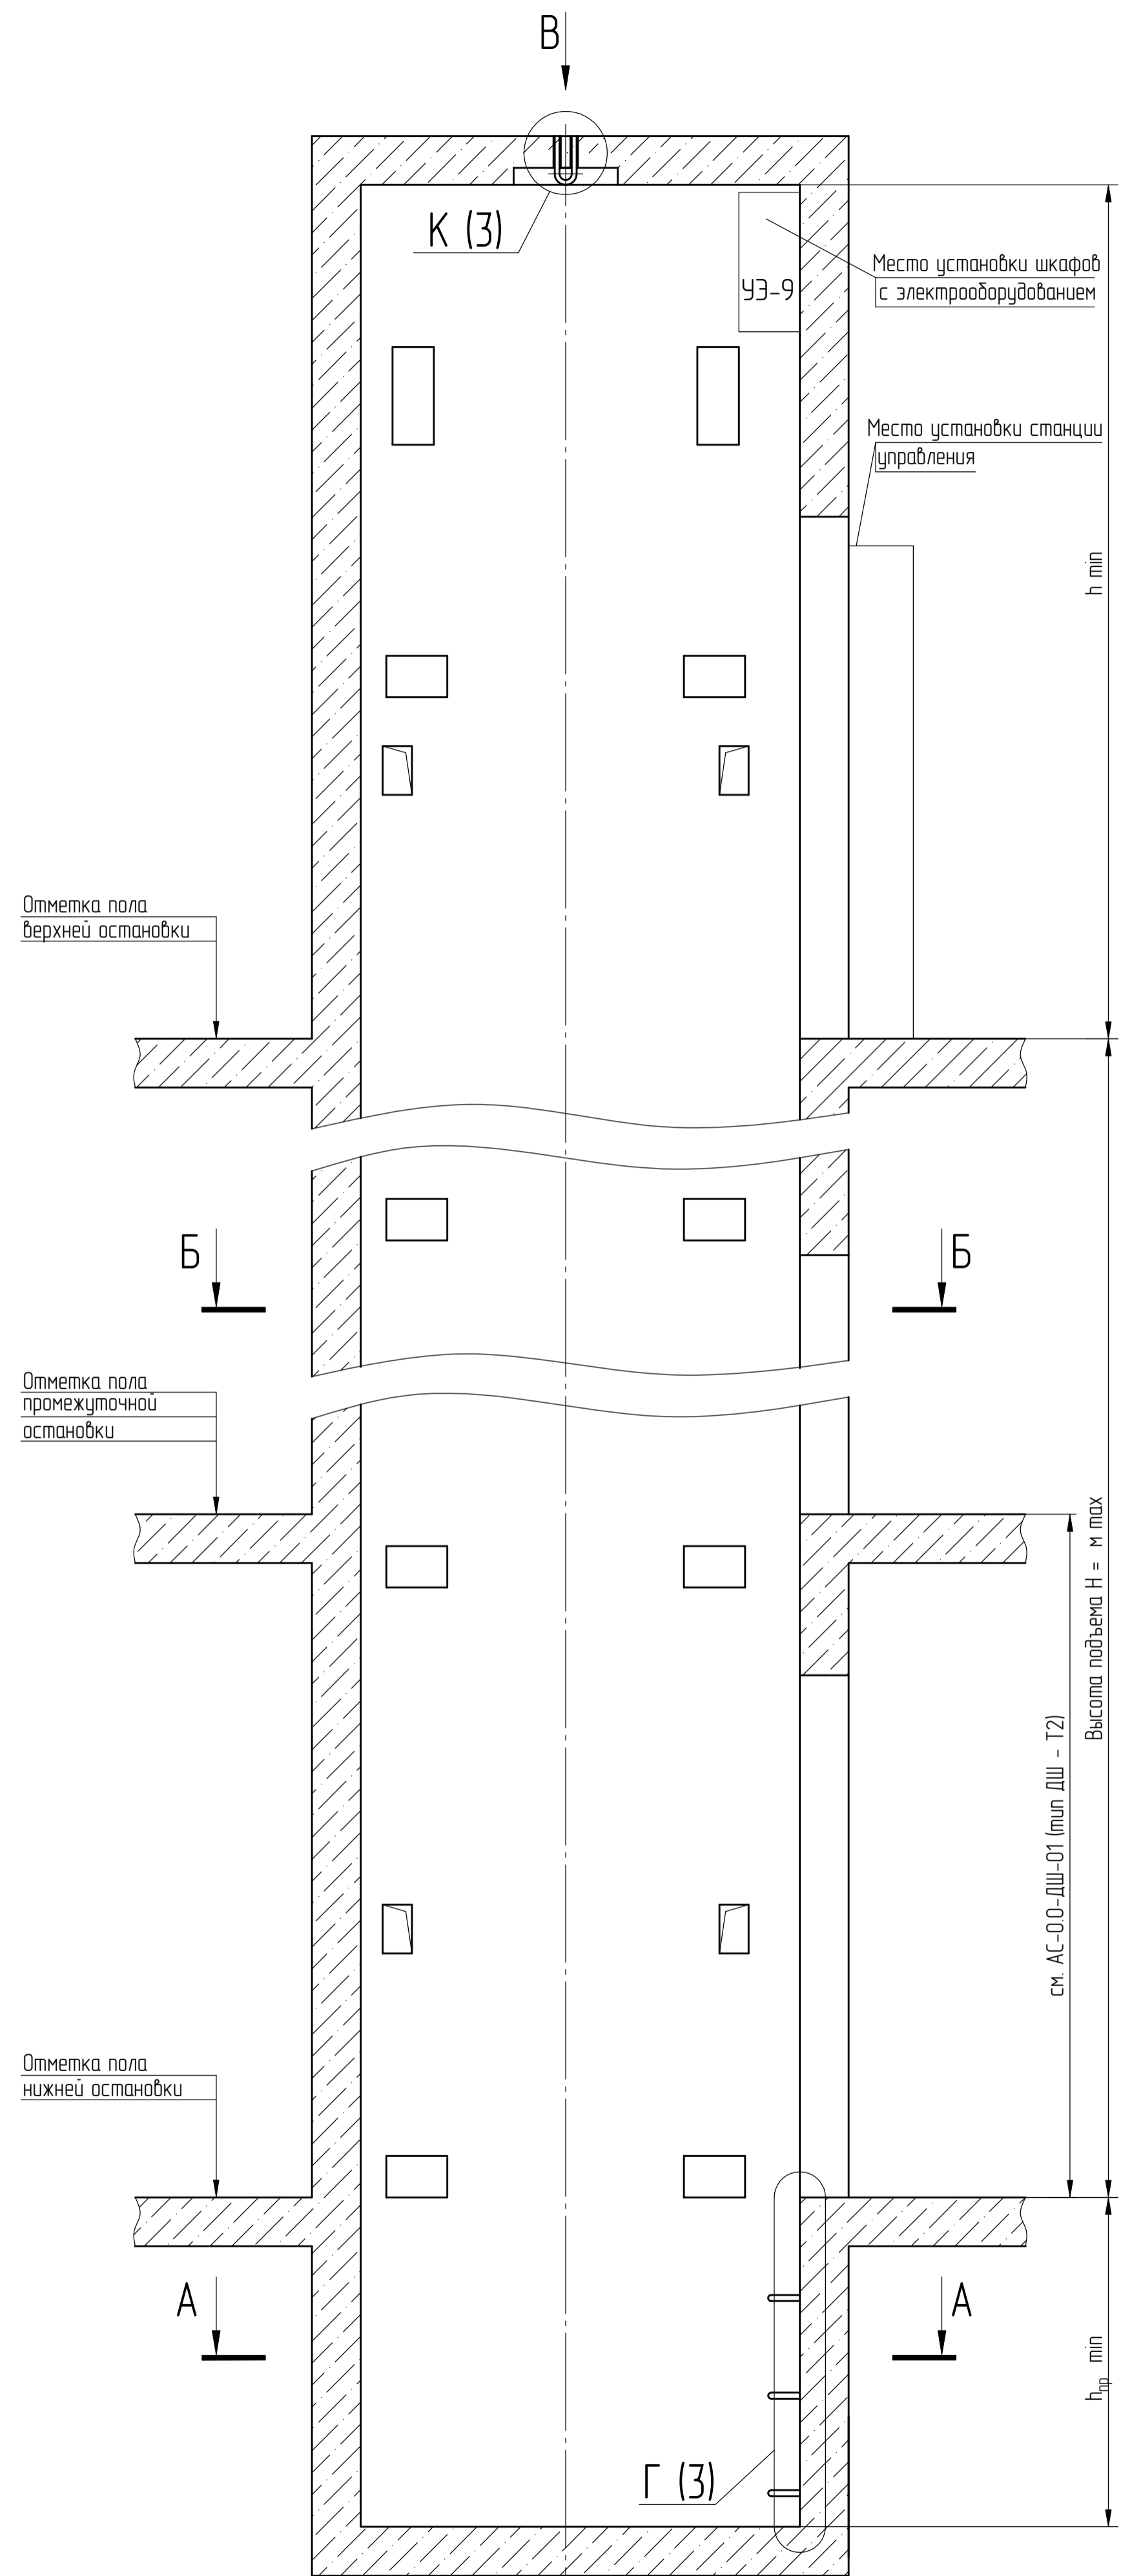 В
К (3)
УЭ-9
Место установки шкафов
с электрооборудованием
Место установки станции
управления
h min
Отметка пола
верхней остановки
Б
Б
Отметка пола
промежуточной
остановки
Высота подъема Н = м max
см. АС-0.0-ДШ-01 (тип ДШ - Т2)
Отметка пола
нижней остановки
А
А
hпр min
Г (3)